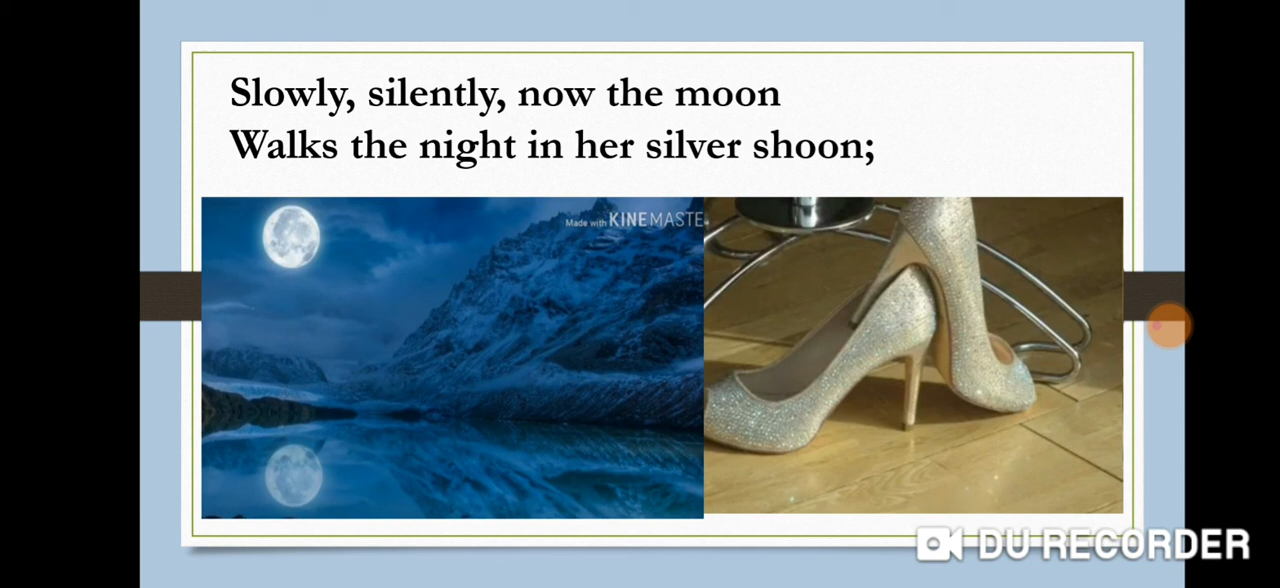 Slowly, silently, now the moon
Walks the night in her silver shoon;
Made with KINEMASTE
DU RECORDER